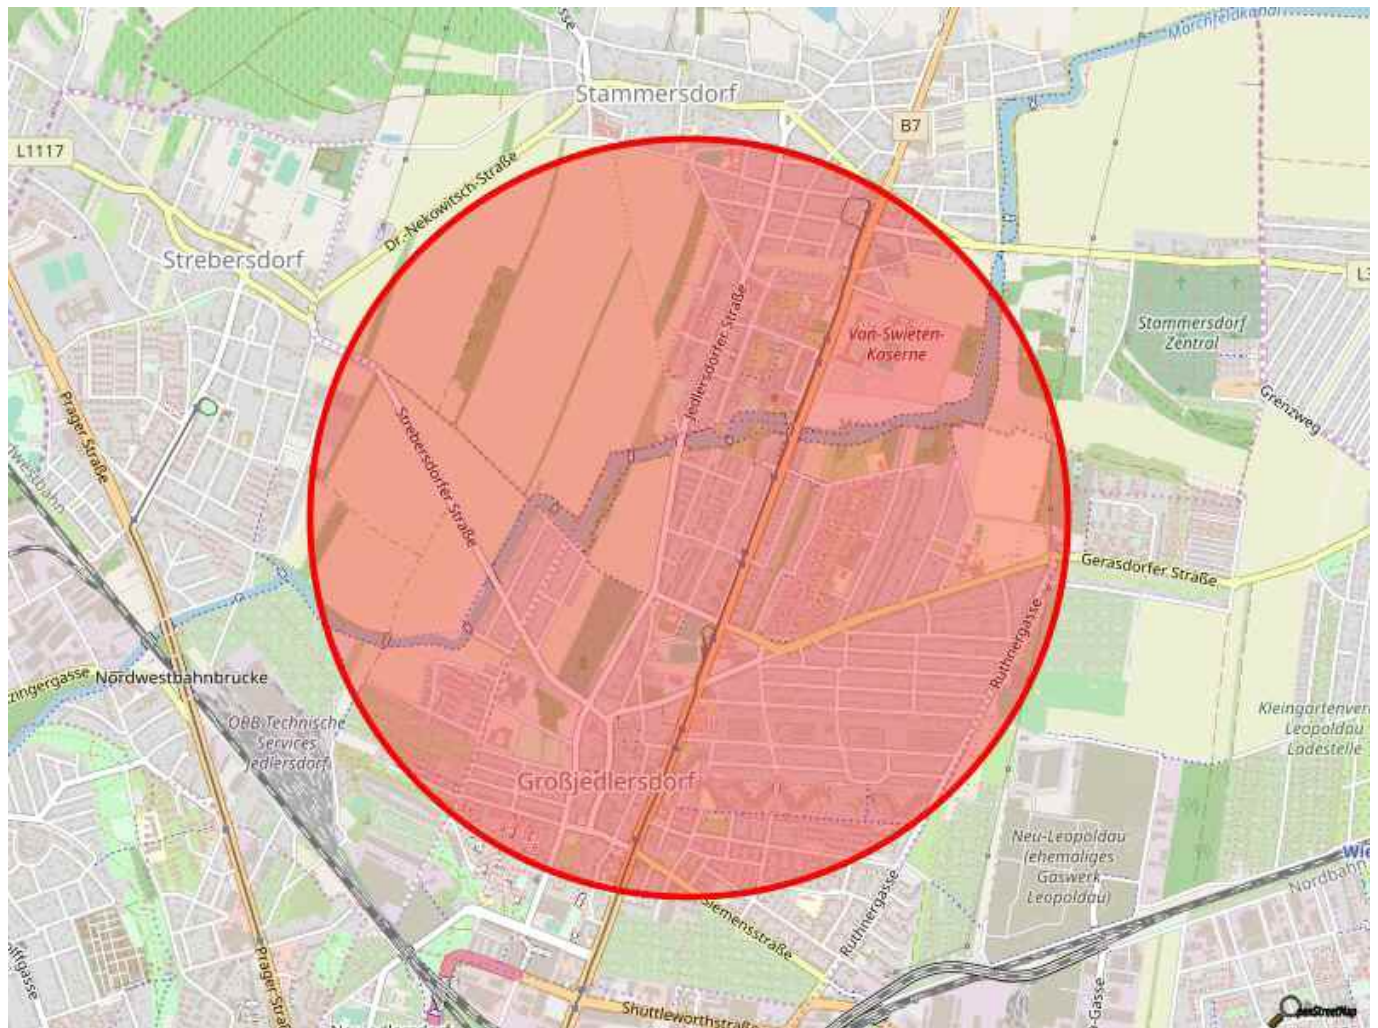 Marchfeldkanal
Stammersdorf
B7
L1117
Dr.-Nekowitsch-Straße
Strebersdorf
Jedlersdorfer Straße
Van-Swieten-
Kaserne
Stammersdorf
Zentral
Grenzweg
Prager Straße
Strebersdorfer Straße
Gerasdorfer Straße
Ruthnergasse
Nordwestbahnbrücke
ÖBB Technische
Services
Jedlersdorf
Leopoldau
Ladestelle
Großjedlersdorf
Neu-Leopoldau
(ehemaliges
Gaswerk
Leopoldau)
Nordbahn
Siemensstraße
Ruthnergasse
Prager
Shuttleworthstraße
OpenStreetMap